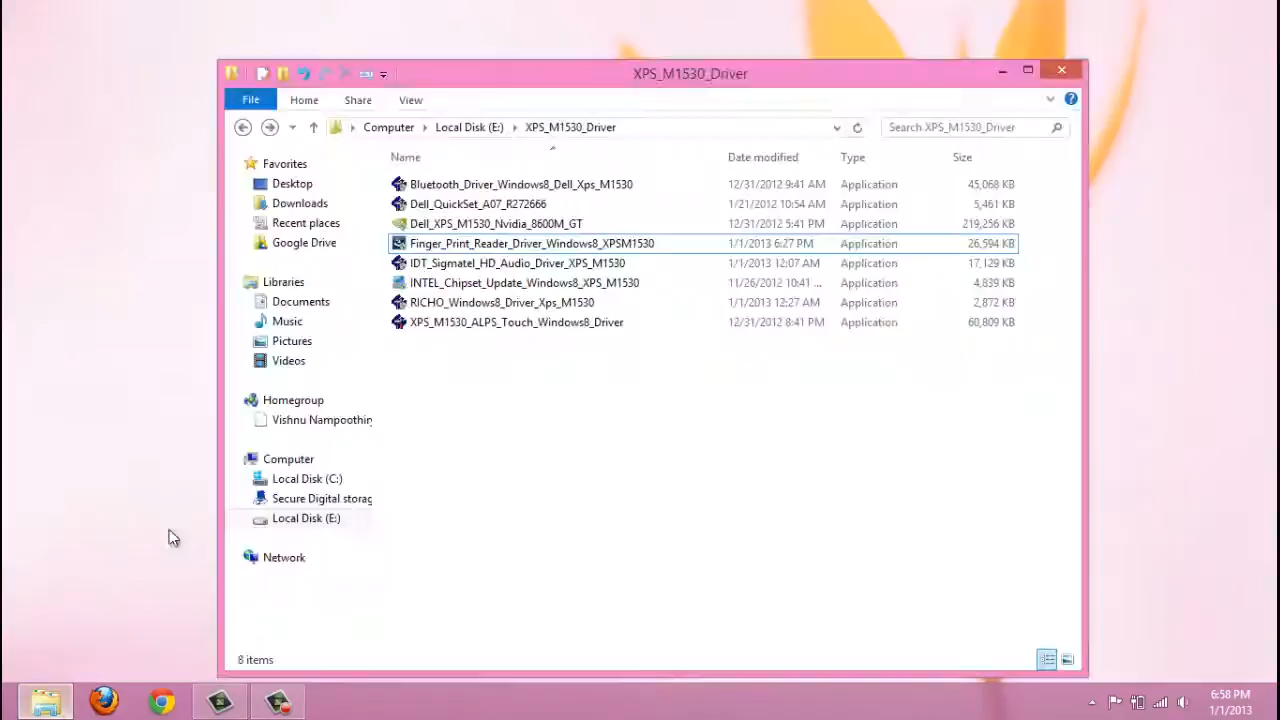 XPS_M1530_Driver
File Home Share View
Computer Local Disk (E:) XPS_M1530_Driver Search XPS_M1530_Driver
Name Date modified Type Size
Favorites
Desktop
Downloads
Recent places
Google Drive
Libraries
Documents
Music
Pictures
Videos
Homegroup
Vishnu Nampoothiry
Computer
Local Disk (C:)
Secure Digital storag
Local Disk (E:)
Network
Bluetooth_Driver_Windows8_Dell_Xps_M1530 12/31/2012 9:41 AM Application 45,068 KB
Dell_QuickSet_A07_R272666 1/21/2012 10:54 AM Application 5,461 KB
Dell_XPS_M1530_Nvidia_8600M_GT 12/31/2012 5:41 PM Application 219,256 KB
Finger_Print_Reader_Driver_Windows8_XPSM1530 1/1/2013 6:27 PM Application 26,594 KB
IDT_Sigmatel_HD_Audio_Driver_XPS_M1530 1/1/2013 12:07 AM Application 17,129 KB
INTEL_Chipset_Update_Windows8_XPS_M1530 11/26/2012 10:41 ... Application 4,839 KB
RICHO_Windows8_Driver_Xps_M1530 1/1/2013 12:27 AM Application 2,872 KB
XPS_M1530_ALPS_Touch_Windows8_Driver 12/31/2012 8:41 PM Application 60,809 KB
8 items
6:58 PM
1/1/2013